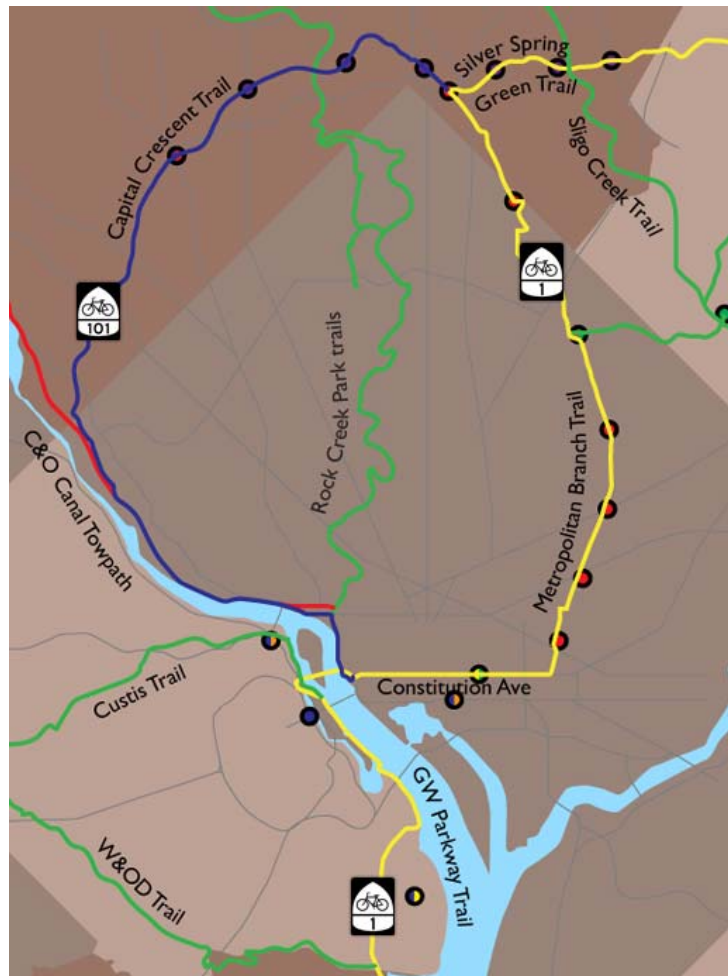 Silver Spring
Green Trail
Capital Crescent Trail
Sligo Creek Trail
1
101
Rock Creek Park trails
C&O Canal Towpath
Metropolitan Branch Trail
Custis Trail
Constitution Ave
GW Parkway Trail
W&OD Trail
1